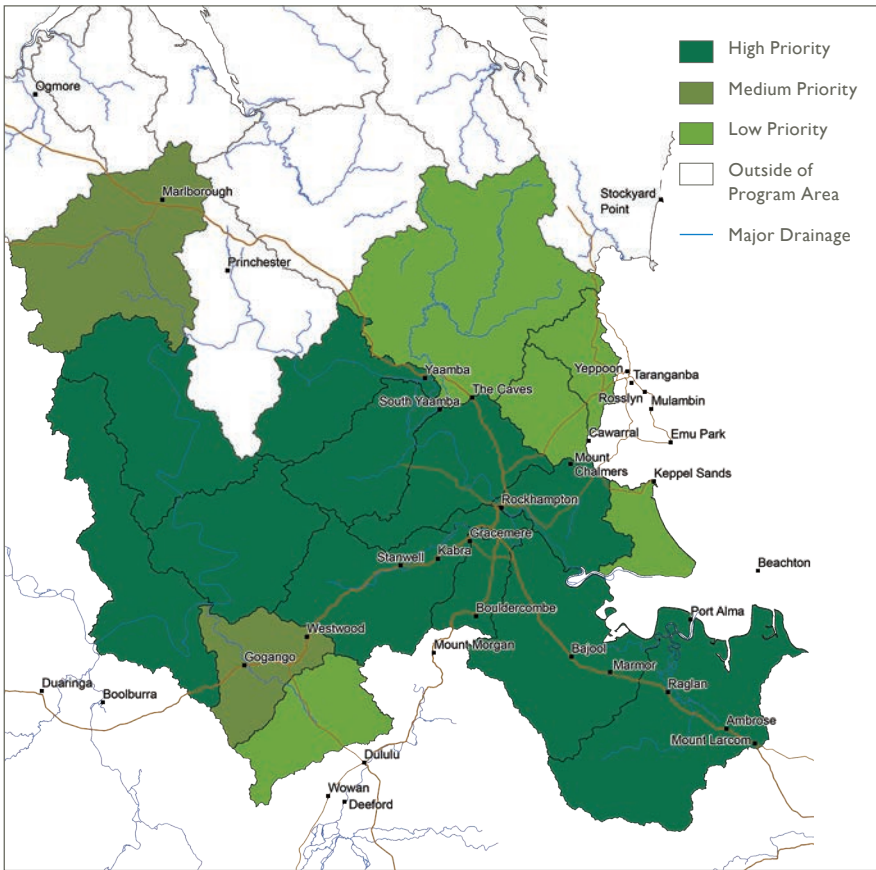 High Priority
Medium Priority
Low Priority
Outside of
Program Area
Major Drainage
Ogmore
Marlborough
Stockyard
Point
Princhester
Yaamba
The Caves
South Yaamba
Yeppoon
Taranganba
Rosslyn
Mulambin
Cawarral
Emu Park
Mount
Chalmers
Keppel Sands
Rockhampton
Gracemere
Kabra
Stanwell
Beachton
Bouldercombe
Port Alma
Westwood
Mount Morgan
Bajool
Gogango
Marmor
Duaringa
Raglan
Boolburra
Ambrose
Mount Larcom
Dululu
Wowan
Deeford